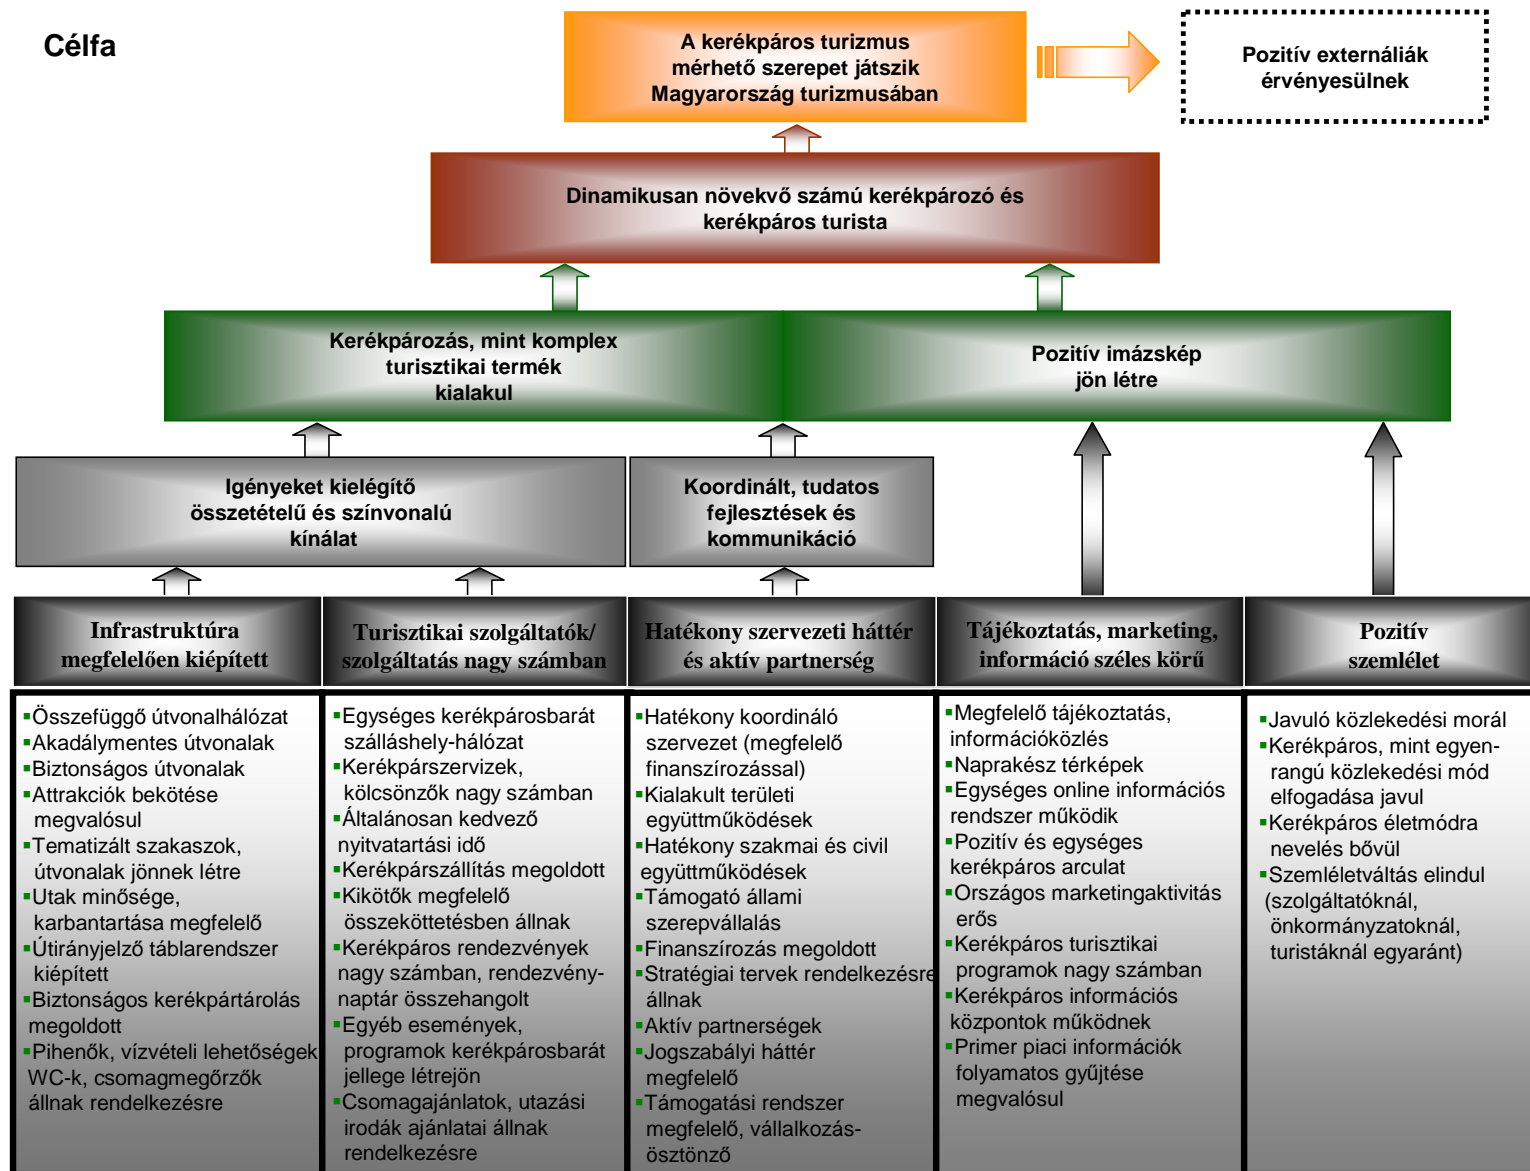 Célfa
A kerékpáros turizmus
mérhető szerepet játszik
Magyarország turizmusában
Pozitív externáliák
érvényesülnek
Dinamikusan növekvő számú kerékpározó és
kerékpáros turista
Kerékpározás, mint komplex
turisztikai termék
kialakul
Pozitív imázskép
jön létre
Igényeket kielégítő
összetételű és színvonalú
kínálat
Koordinált, tudatos
fejlesztések és
kommunikáció
Infrastruktúra
megfelelően kiépített
Turisztikai szolgáltatók/
szolgáltatás nagy számban
Hatékony szervezeti háttér
és aktív partnerség
Tájékoztatás, marketing,
információ széles körű
Pozitív
szemlélet
▪Összefüggő útvonalhálózat
▪Akadálymentes útvonalak
▪Biztonságos útvonalak
▪Attrakciók bekötése
megvalósul
▪Tematizált szakaszok,
útvonalak jönnek létre
▪Utak minősége,
karbantartása megfelelő
▪Útirányjelző táblarendszer
kiépített
▪Biztonságos kerékpártárolás
megoldott
▪Pihenők, vízvételi lehetőségek
WC-k, csomagmegőrzők
állnak rendelkezésre
▪Egységes kerékpárosbarát
szálláshely-hálózat
▪Kerékpárszervizek,
kölcsönzők nagy számban
▪Általánosan kedvező
nyitvatartási idő
▪Kerékpárszállítás megoldott
▪Kikötők megfelelő
összeköttetésben állnak
▪Kerékpáros rendezvények
nagy számban, rendezvény-
naptár összehangolt
▪Egyéb események,
programok kerékpárosbarát
jellege létrejön
▪Csomagajánlatok, utazási
irodák ajánlatai állnak
rendelkezésre
▪Hatékony koordináló
szervezet (megfelelő
finanszírozással)
▪Kialakult területi
együttműködések
▪Hatékony szakmai és civil
együttműködések
▪Támogató állami
szerepvállalás
▪Finanszírozás megoldott
▪Stratégiai tervek rendelkezésre
állnak
▪Aktív partnerségek
▪Jogszabályi háttér
megfelelő
▪Támogatási rendszer
megfelelő, vállalkozás-
ösztönző
▪Megfelelő tájékoztatás,
információközlés
▪Naprakész térképek
▪Egységes online információs
rendszer működik
▪Pozitív és egységes
kerékpáros arculat
▪Országos marketingaktivitás
erős
▪Kerékpáros turisztikai
programok nagy számban
▪Kerékpáros információs
központok működnek
▪Primer piaci információk
folyamatos gyűjtése
megvalósul
▪Javuló közlekedési morál
▪Kerékpáros, mint egyen-
rangú közlekedési mód
elfogadása javul
▪Kerékpáros életmódra
nevelés bővül
▪Szemléletváltás elindul
(szolgáltatóknál,
önkormányzatoknál,
turistáknál egyaránt)